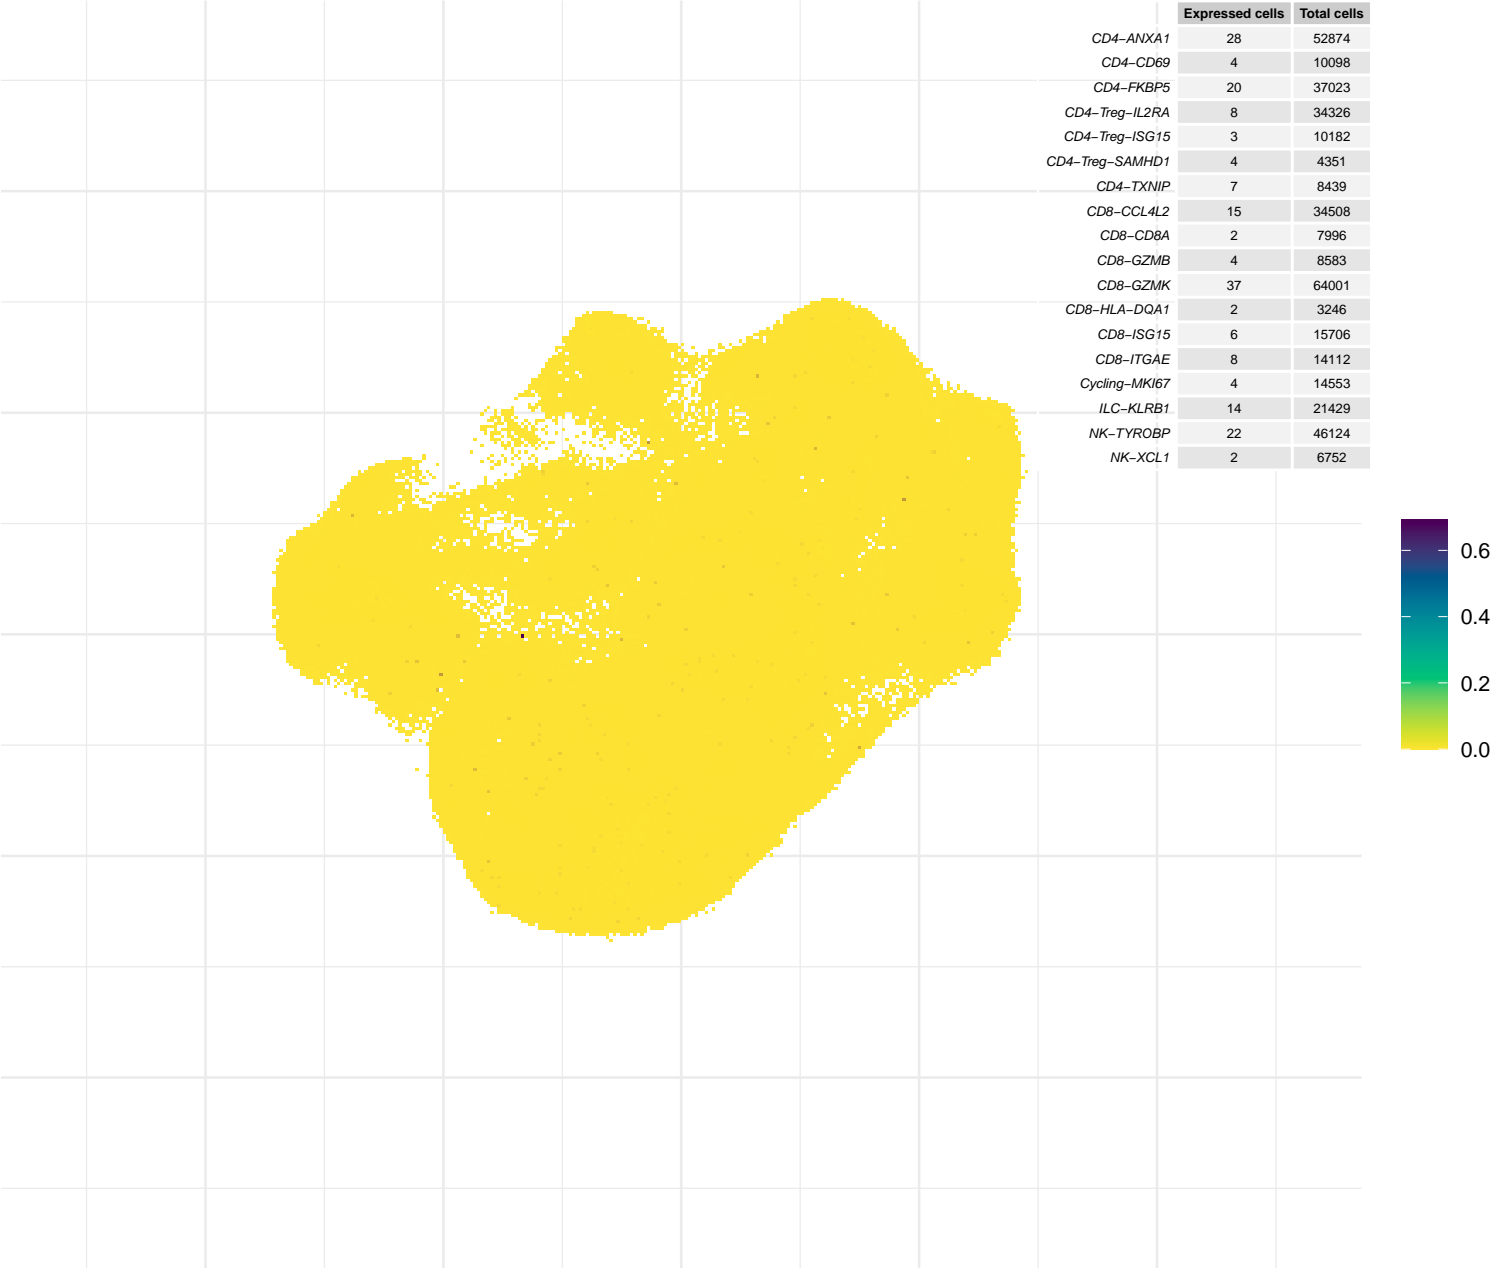 Expressed cells Total cells
CD4−ANXA1 28 52874
CD4−CD69 4 10098
CD4−FKBP5 20 37023
CD4−Treg−IL2RA 8 34326
CD4−Treg−ISG15 3 10182
CD4−Treg−SAMHD1 4 4351
CD4−TXNIP 7 8439
CD8−CCL4L2 15 34508
CD8−CD8A 2 7996
CD8−GZMB 4 8583
CD8−GZMK 37 64001
CD8−HLA−DQA1 2 3246
CD8−ISG15 6 15706
CD8−ITGAE 8 14112
Cycling−MKI67 4 14553
ILC−KLRB1 14 21429
NK−TYROBP 22 46124
NK−XCL1 2 6752
0.6
0.4
0.2
0.0